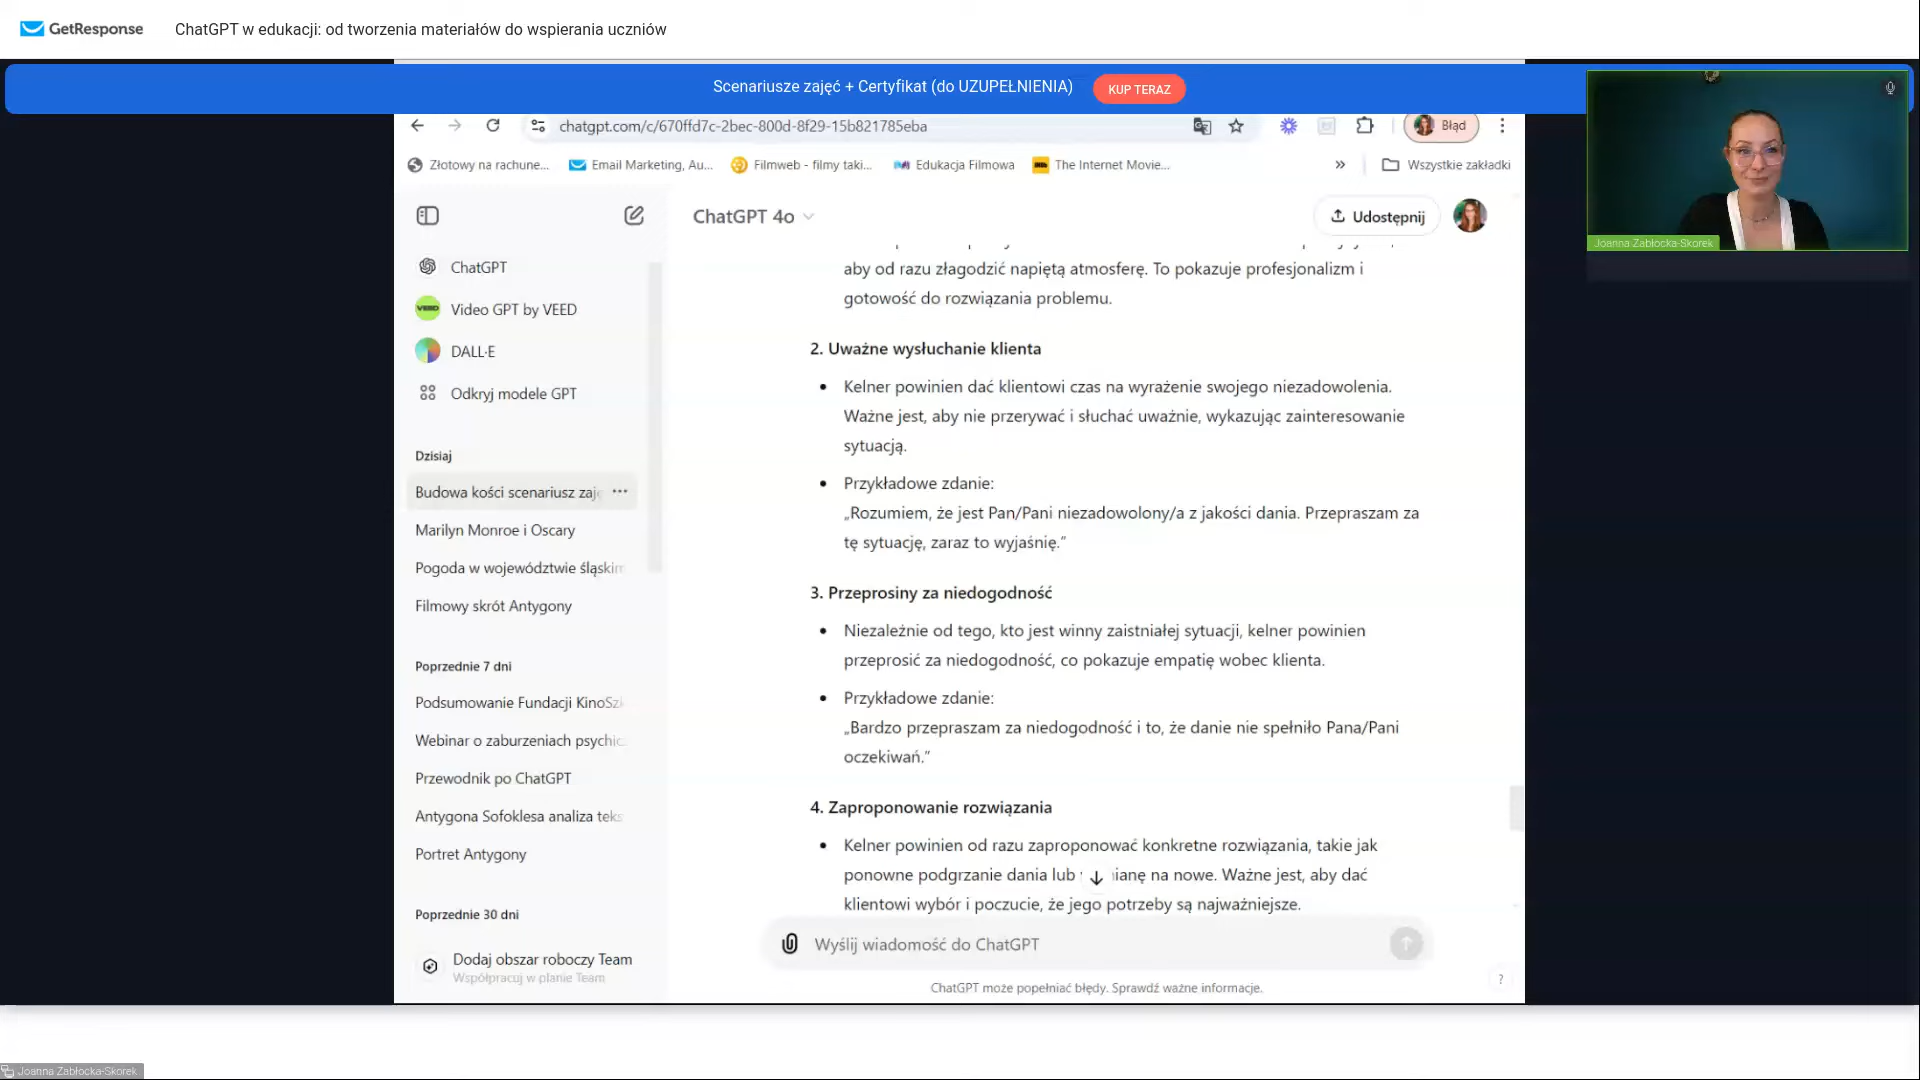 GetResponse
ChatGPT w edukacji: od tworzenia materiałów do wspierania uczniów
Scenariusze zajęć + Certyfikat (do UZUPEŁNIENIA)
KUP TERAZ
chatgpt.com/c/670ffd7c-2bec-800d-8f29-15b821785eba
Błąd
Złotowy na rachune...
Email Marketing, Au...
Filmweb - filmy taki...
Edukacja Filmowa
The Internet Movie...
»
Wszystkie zakładki
Joanna Zabłocka-Skorek
ChatGPT 4o
Udostępnij
ChatGPT
Video GPT by VEED
DALL·E
Odkryj modele GPT
Dzisiaj
Budowa kości scenariusz zaję
Marilyn Monroe i Oscary
Pogoda w województwie śląskim
Filmowy skrót Antygony
Poprzednie 7 dni
Podsumowanie Fundacji KinoSzk
Webinar o zaburzeniach psychic
Przewodnik po ChatGPT
Antygona Sofoklesa analiza teks
Portret Antygony
Poprzednie 30 dni
Dodaj obszar roboczy Team
Współpracuj w planie Team
aby od razu złagodzić napiętą atmosferę. To pokazuje profesjonalizm i
gotowość do rozwiązania problemu.
2. Uważne wysłuchanie klienta
• Kelner powinien dać klientowi czas na wyrażenie swojego niezadowolenia.
Ważne jest, aby nie przerywać i słuchać uważnie, wykazując zainteresowanie
sytuacją.
• Przykładowe zdanie:
„Rozumiem, że jest Pan/Pani niezadowolony/a z jakości dania. Przepraszam za
tę sytuację, zaraz to wyjaśnię.”
3. Przeprosiny za niedogodność
• Niezależnie od tego, kto jest winny zaistniałej sytuacji, kelner powinien
przeprosić za niedogodność, co pokazuje empatię wobec klienta.
• Przykładowe zdanie:
„Bardzo przepraszam za niedogodność i to, że danie nie spełniło Pana/Pani
oczekiwań.”
4. Zaproponowanie rozwiązania
• Kelner powinien od razu zaproponować konkretne rozwiązania, takie jak
ponowne podgrzanie dania lub ianę na nowe. Ważne jest, aby dać
klientowi wybór i poczucie, że jego potrzeby są najważniejsze.
Wyślij wiadomość do ChatGPT
ChatGPT może popełniać błędy. Sprawdź ważne informacje.
?
Joanna Zabłocka-Skorek